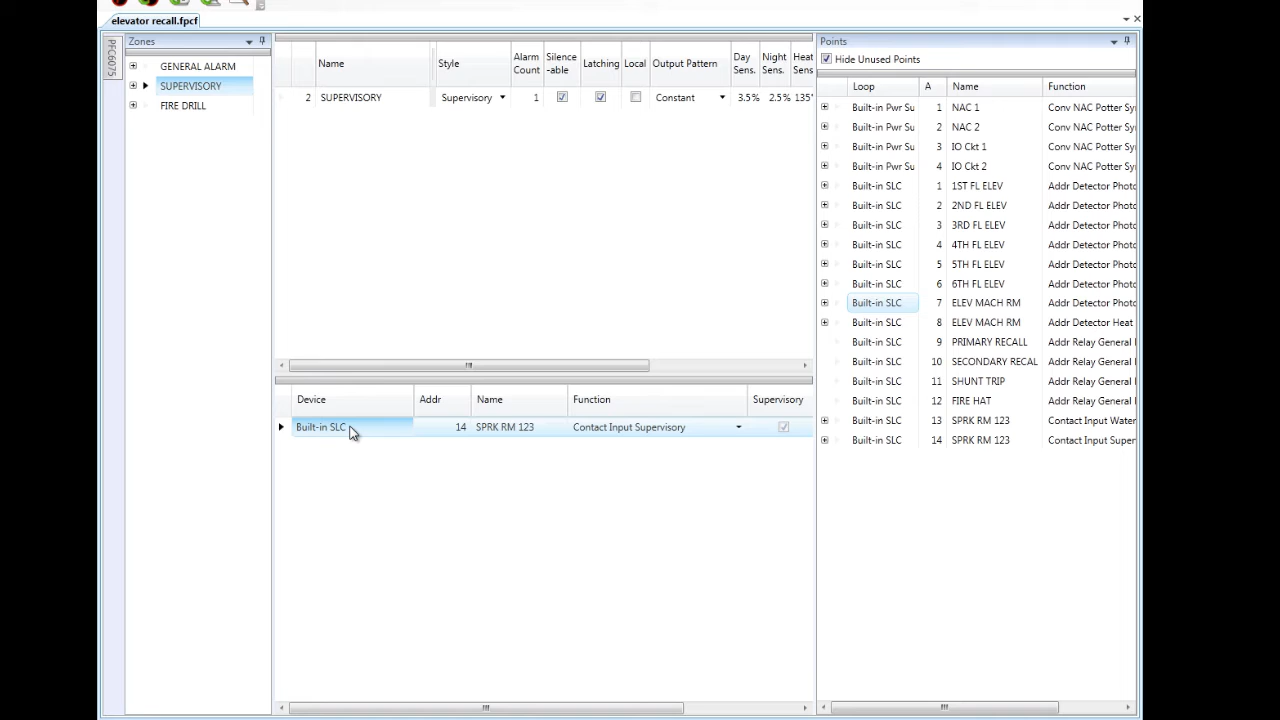 elevator recall.fpcf
PFC6075
Zones
GENERAL ALARM
SUPERVISORY
FIRE DRILL
Name Style Alarm Count Silence-able Latching Local Output Pattern Day Sens. Night Sens. Heat Sens.
2 SUPERVISORY Supervisory 1 Constant 3.5% 2.5% 135°
Device Addr Name Function Supervisory
Built-in SLC 14 SPRK RM 123 Contact Input Supervisory
Points
Hide Unused Points
Loop A Name Function
Built-in Pwr Su 1 NAC 1 Conv NAC Potter Syn
Built-in Pwr Su 2 NAC 2 Conv NAC Potter Syn
Built-in Pwr Su 3 IO Ckt 1 Conv NAC Potter Syn
Built-in Pwr Su 4 IO Ckt 2 Conv NAC Potter Syn
Built-in SLC 1 1ST FL ELEV Addr Detector Photo
Built-in SLC 2 2ND FL ELEV Addr Detector Photo
Built-in SLC 3 3RD FL ELEV Addr Detector Photo
Built-in SLC 4 4TH FL ELEV Addr Detector Photo
Built-in SLC 5 5TH FL ELEV Addr Detector Photo
Built-in SLC 6 6TH FL ELEV Addr Detector Photo
Built-in SLC 7 ELEV MACH RM Addr Detector Photo
Built-in SLC 8 ELEV MACH RM Addr Detector Heat
Built-in SLC 9 PRIMARY RECALL Addr Relay General
Built-in SLC 10 SECONDARY RECAL Addr Relay General
Built-in SLC 11 SHUNT TRIP Addr Relay General
Built-in SLC 12 FIRE HAT Addr Relay General
Built-in SLC 13 SPRK RM 123 Contact Input Water
Built-in SLC 14 SPRK RM 123 Contact Input Super